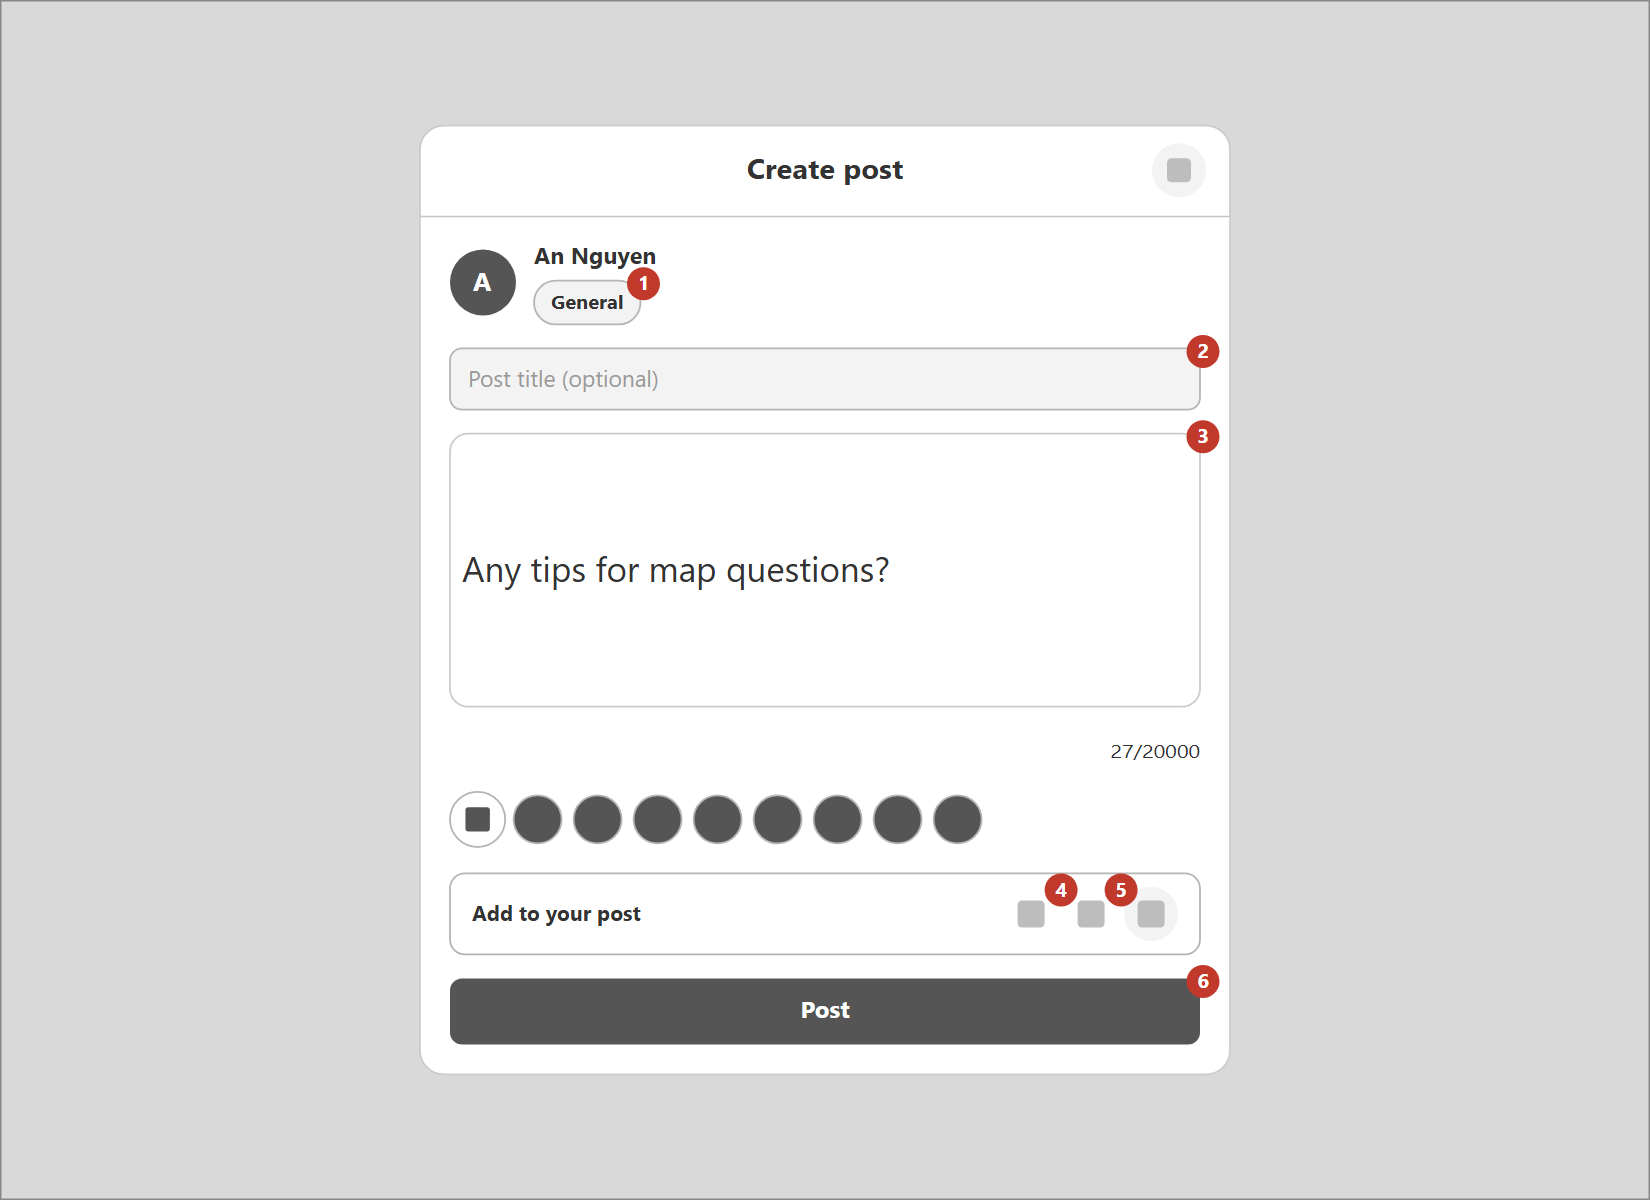 Create post
A
An Nguyen
General
1
Post title (optional)
2
3
Any tips for map questions?
27/20000
Add to your post
4
5
Post
6